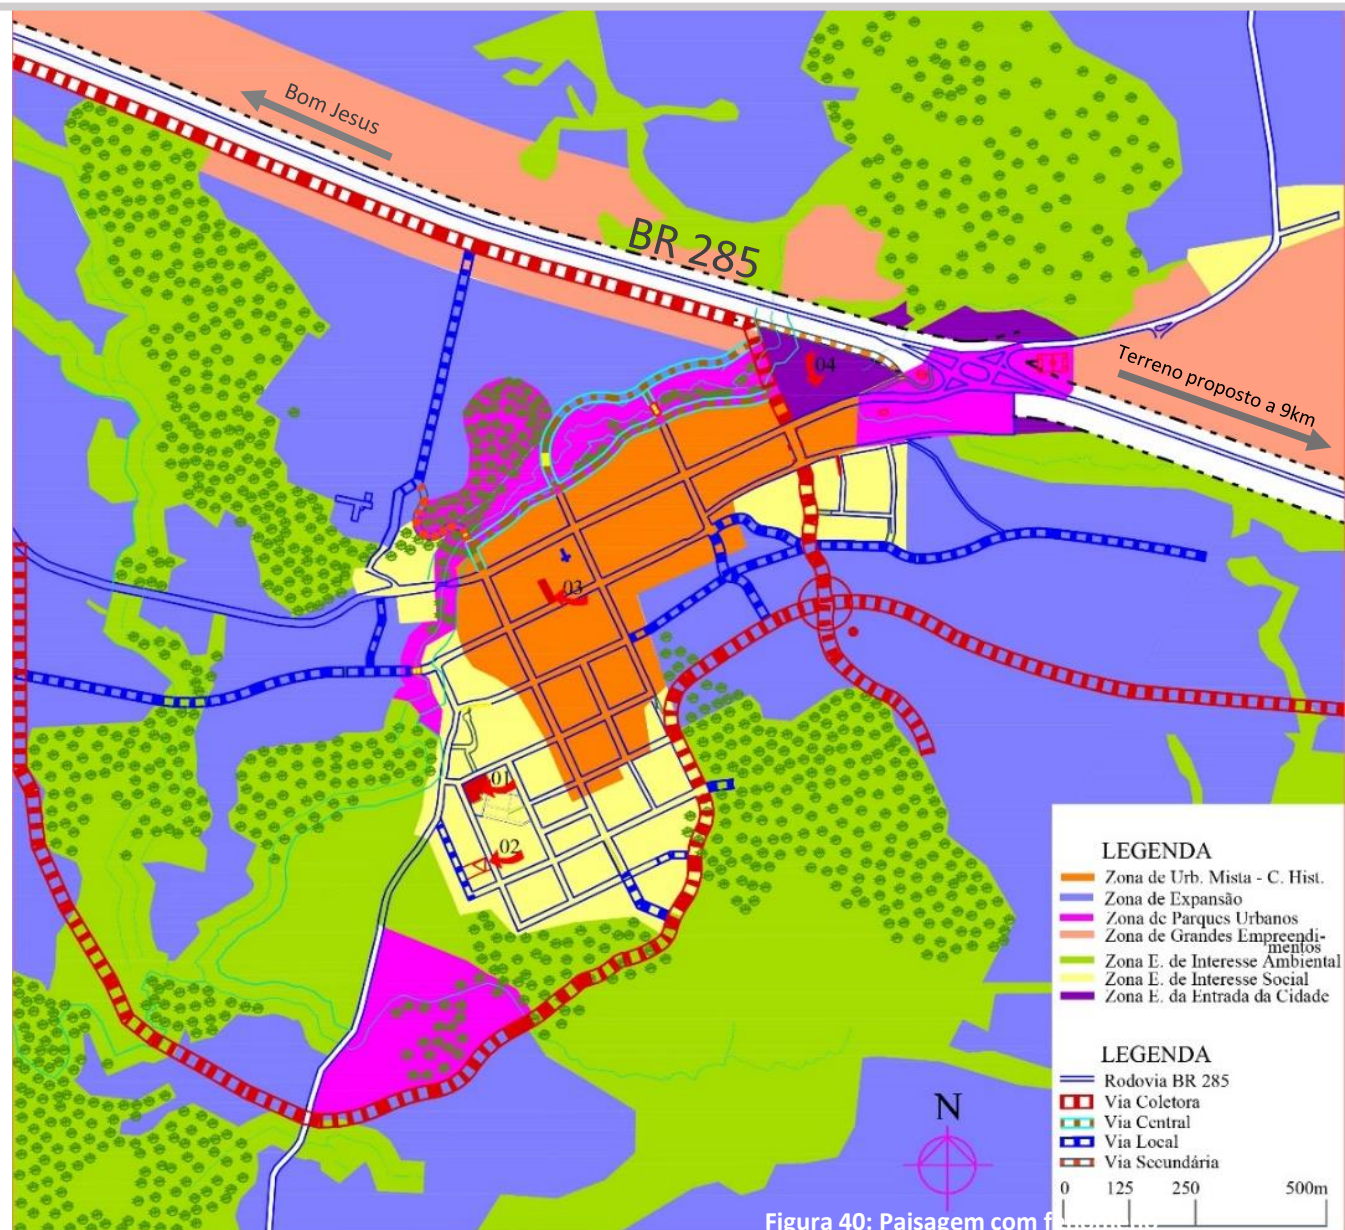 Bom Jesus
BR 285
04
Terreno proposto a 9km
03
01
02
LEGENDA
Zona de Urb. Mista - C. Hist.
Zona de Expansão
Zona de Parques Urbanos
Zona de Grandes Empreendi-
mentos
Zona E. de Interesse Ambiental
Zona E. de Interesse Social
Zona E. da Entrada da Cidade
LEGENDA
Rodovia BR 285
Via Coletora
Via Central
Via Local
Via Secundária
0 125 250 500m
N
Figura 40: Paisagem com